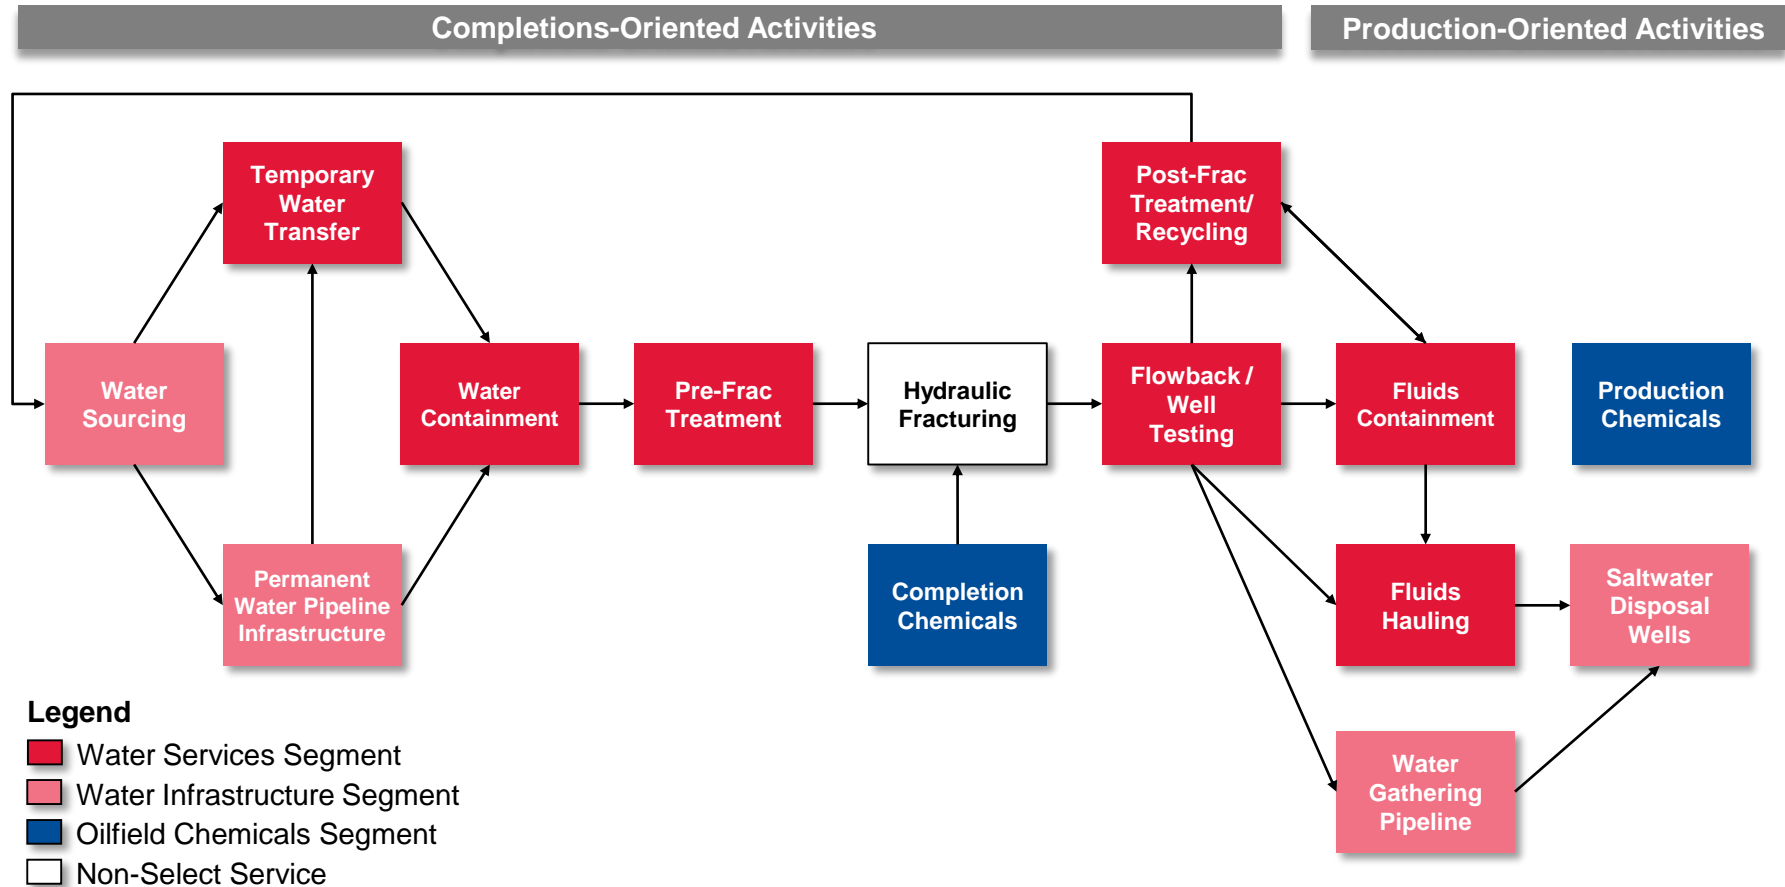 Completions-Oriented Activities
Production-Oriented Activities
Temporary
Water
Transfer
Post-Frac
Treatment/
Recycling
Water
Sourcing
Water
Containment
Pre-Frac
Treatment
Hydraulic
Fracturing
Flowback /
Well
Testing
Fluids
Containment
Production
Chemicals
Permanent
Water Pipeline
Infrastructure
Completion
Chemicals
Fluids
Hauling
Saltwater
Disposal
Wells
Water
Gathering
Pipeline
Legend
Water Services Segment
Water Infrastructure Segment
Oilfield Chemicals Segment
Non-Select Service